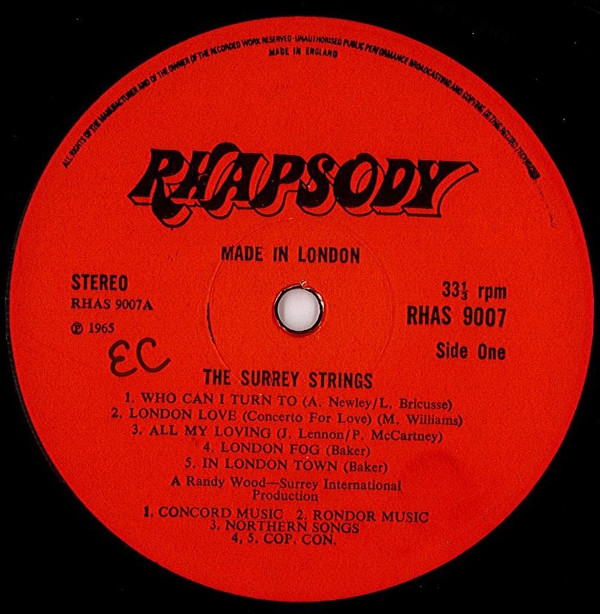 ALL RIGHTS OF THE MANUFACTURER AND OF THE OWNER OF THE RECORDED WORK RESERVED · UNAUTHORISED PUBLIC PERFORMANCE BROADCASTING AND COPYING OF THIS RECORD PROHIBITED
MADE IN ENGLAND
RHAPSODY
MADE IN LONDON
STEREO
RHAS 9007A
℗ 1965
EC
33⅓ rpm
RHAS 9007
Side One
THE SURREY STRINGS
1. WHO CAN I TURN TO (A. Newley/L. Bricusse)
2. LONDON LOVE (Concerto For Love) (M. Williams)
3. ALL MY LOVING (J. Lennon/P. McCartney)
4. LONDON FOG (Baker)
5. IN LONDON TOWN (Baker)
A Randy Wood—Surrey International
Production
1. CONCORD MUSIC 2. RONDOR MUSIC
3. NORTHERN SONGS
4, 5. COP. CON.